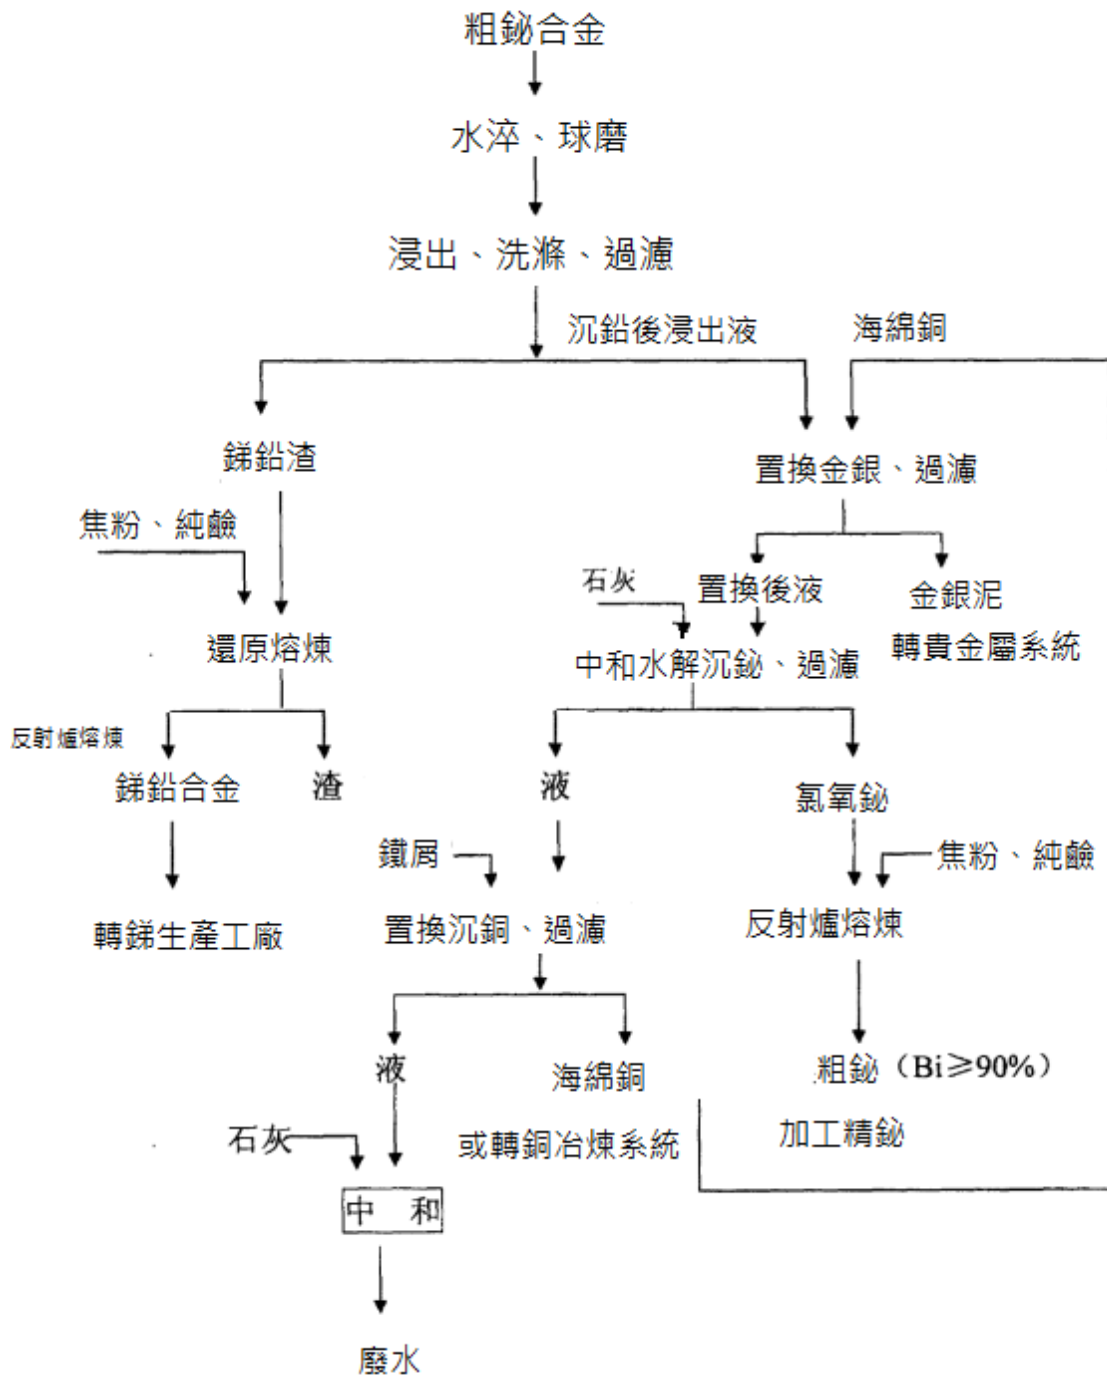 粗鉍合金
水淬、球磨
浸出、洗滌、過濾
沉鉛後浸出液
海綿銅
銻鉛渣
置換金銀、過濾
焦粉、純鹼
石灰
置換後液
金銀泥
轉貴金屬系統
還原熔煉
中和水解沉鉍、過濾
反射爐熔煉
銻鉛合金
渣
液
氯氧鉍
鐵屑
焦粉、純鹼
轉銻生產工廠
置換沉銅、過濾
反射爐熔煉
液
海綿銅
粗鉍（Bi≥90%）
石灰
或轉銅冶煉系統
加工精鉍
中 和
廢水